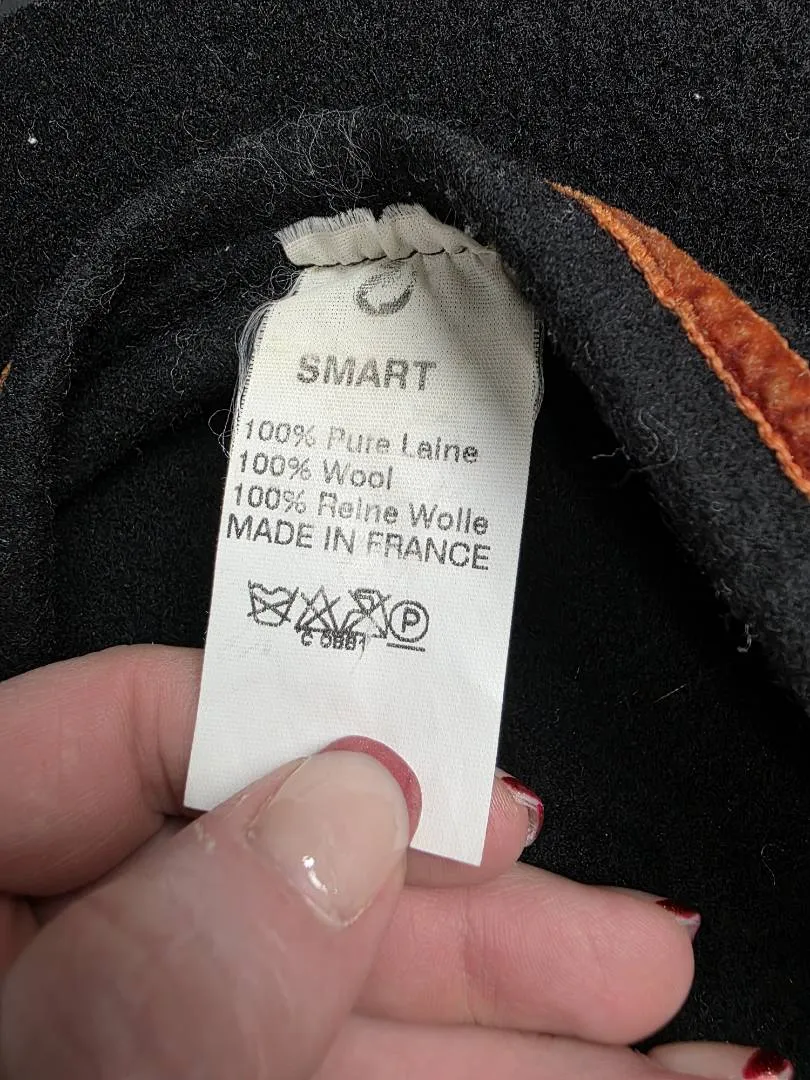 SMART
100% Pure Laine
100% Wool
100% Reine Wolle
MADE IN FRANCE
P